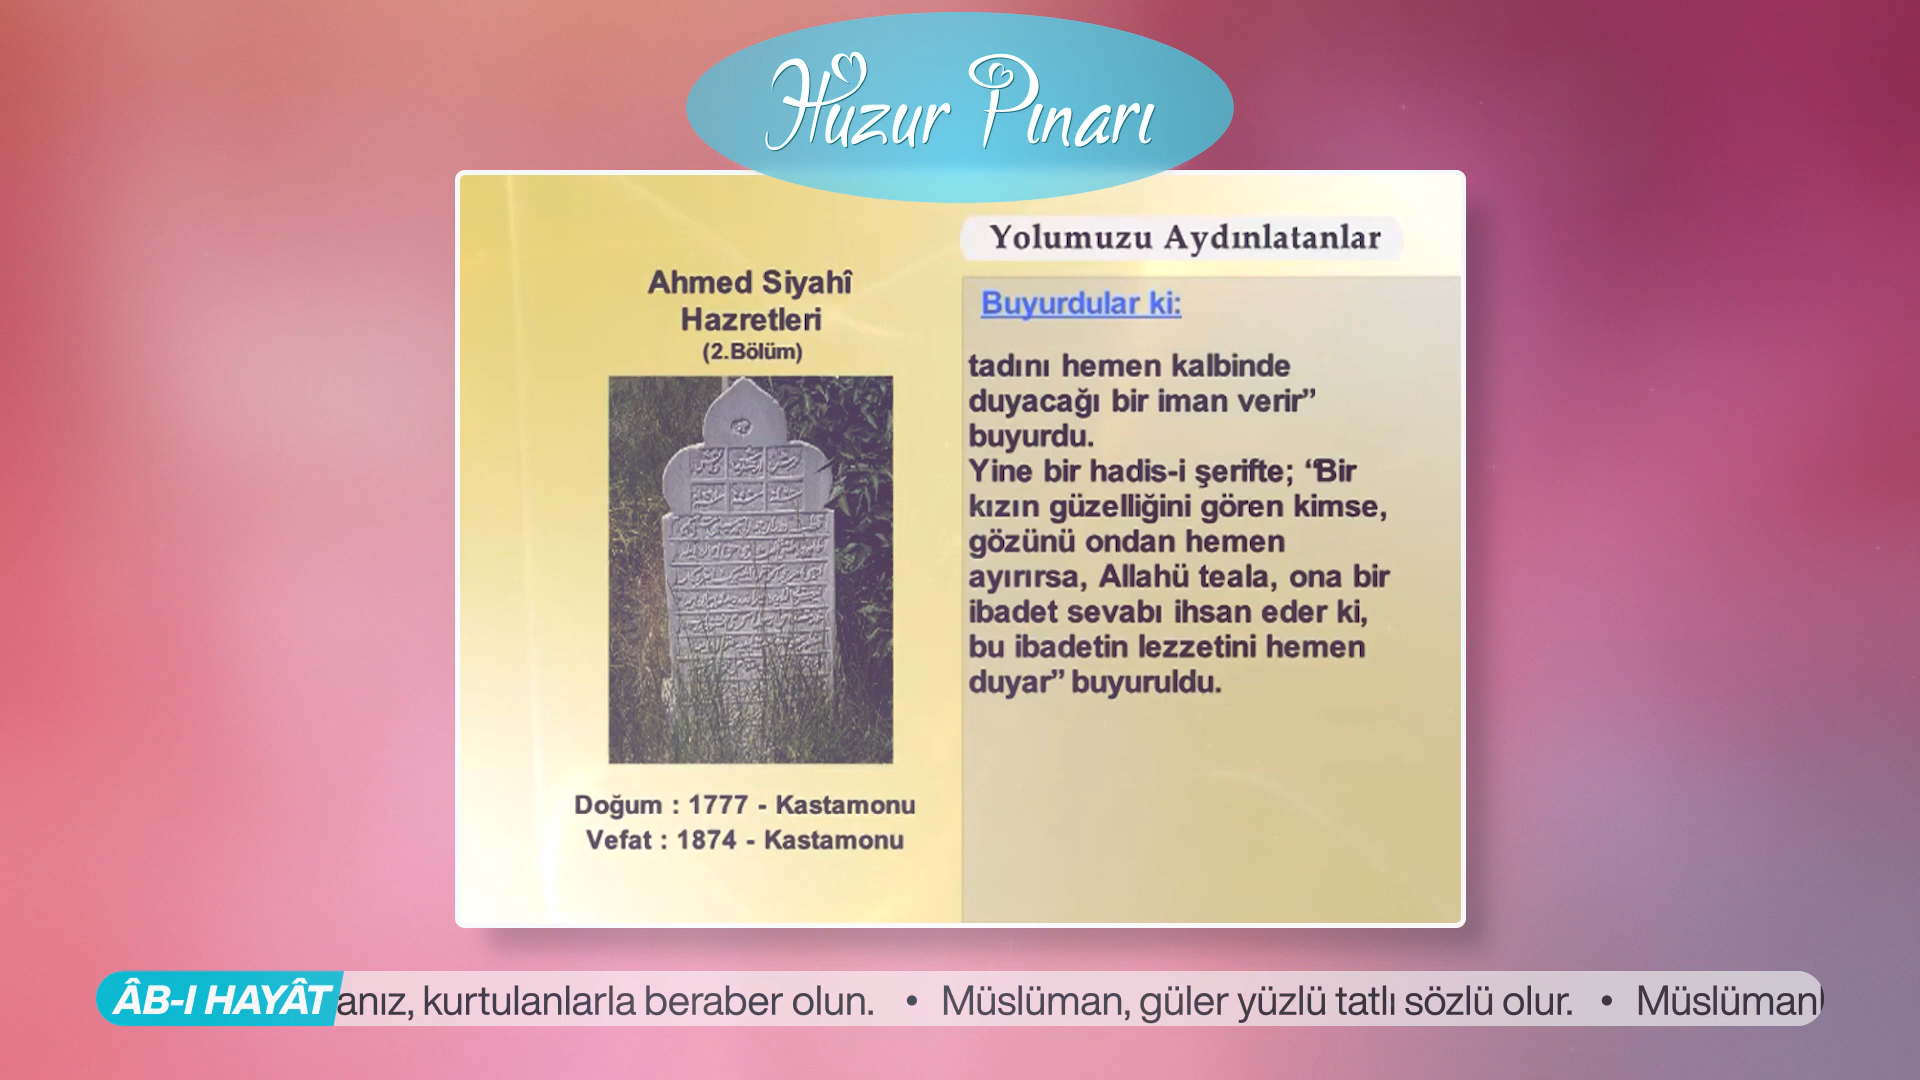 Huzur Pınarı
Yolumuzu Aydınlatanlar
Ahmed Siyahî
Hazretleri
(2.Bölüm)
Doğum : 1777 - Kastamonu
Vefat : 1874 - Kastamonu
Buyurdular ki:
tadını hemen kalbinde
duyacağı bir iman verir”
buyurdu.
Yine bir hadis-i şerifte; “Bir
kızın güzelliğini gören kimse,
gözünü ondan hemen
ayırırsa, Allahü teala, ona bir
ibadet sevabı ihsan eder ki,
bu ibadetin lezzetini hemen
duyar” buyuruldu.
ÂB-I HAYÂT
anız, kurtulanlarla beraber olun. • Müslüman, güler yüzlü tatlı sözlü olur. • Müslüman